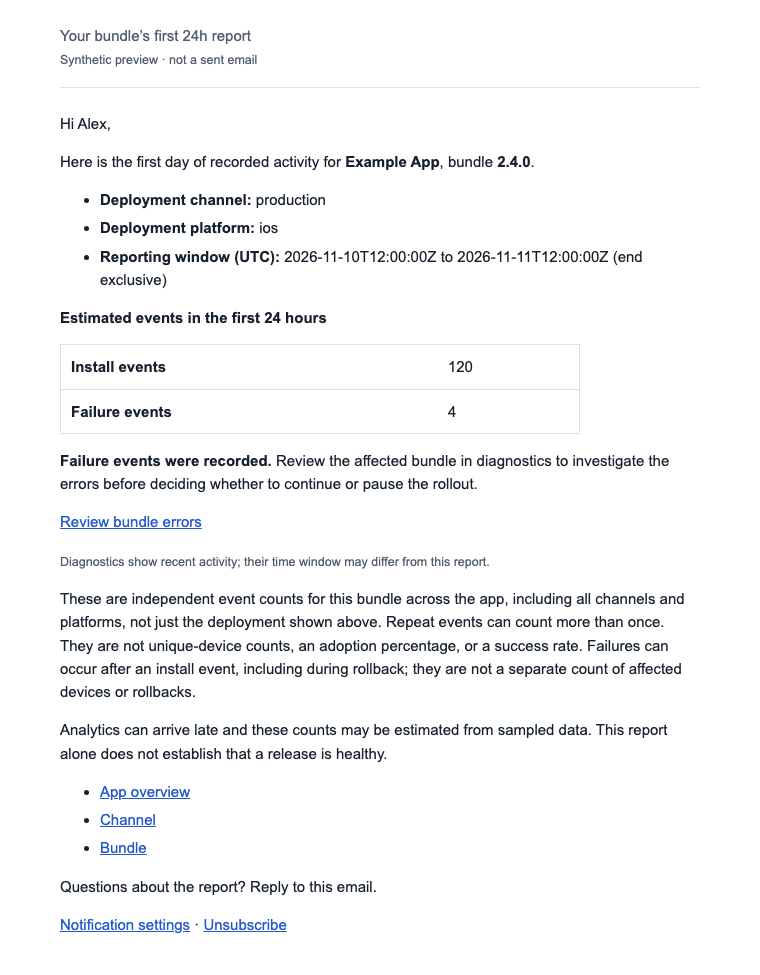 Your bundle’s first 24h report
Synthetic preview · not a sent email
Hi Alex,
Here is the first day of recorded activity for Example App, bundle 2.4.0.
• Deployment channel: production
• Deployment platform: ios
• Reporting window (UTC): 2026-11-10T12:00:00Z to 2026-11-11T12:00:00Z (end
exclusive)
Estimated events in the first 24 hours
Install events 120
Failure events 4
Failure events were recorded. Review the affected bundle in diagnostics to investigate the
errors before deciding whether to continue or pause the rollout.
Review bundle errors
Diagnostics show recent activity; their time window may differ from this report.
These are independent event counts for this bundle across the app, including all channels and
platforms, not just the deployment shown above. Repeat events can count more than once.
They are not unique-device counts, an adoption percentage, or a success rate. Failures can
occur after an install event, including during rollback; they are not a separate count of affected
devices or rollbacks.
Analytics can arrive late and these counts may be estimated from sampled data. This report
alone does not establish that a release is healthy.
• App overview
• Channel
• Bundle
Questions about the report? Reply to this email.
Notification settings · Unsubscribe